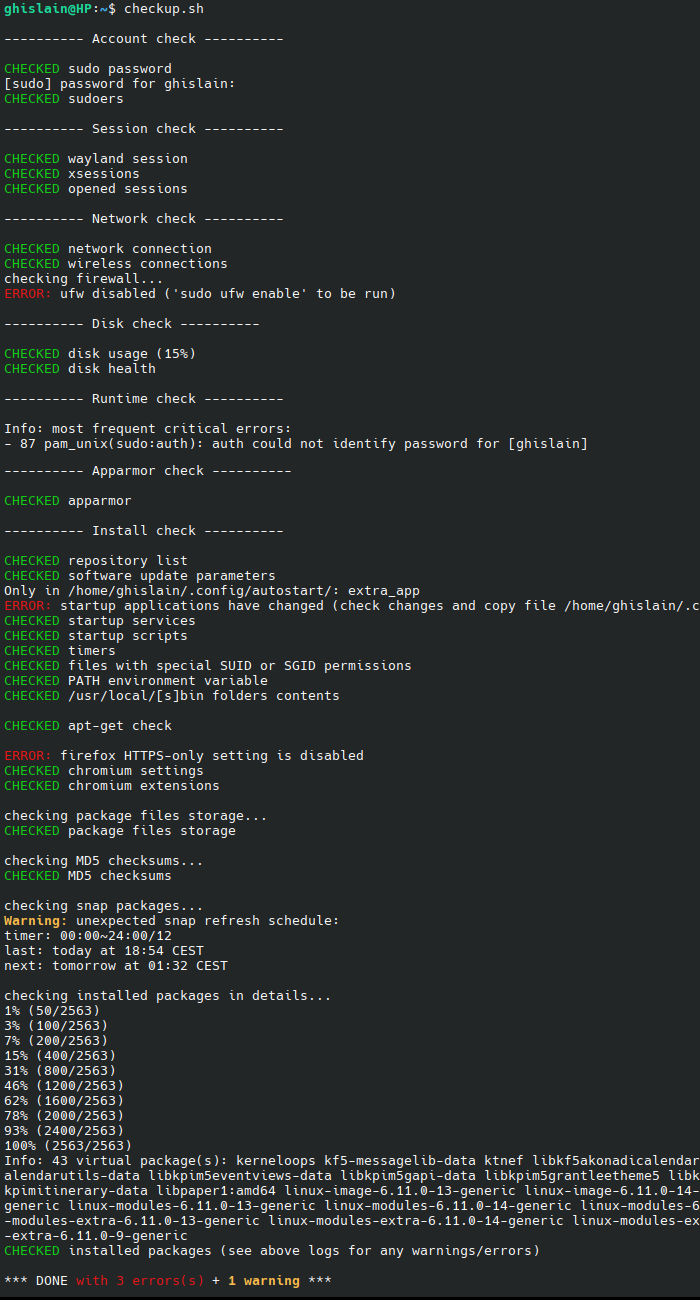 ghislain@HP:~$ checkup.sh
---------- Account check ----------
CHECKED sudo password
[sudo] password for ghislain:
CHECKED sudoers
---------- Session check ----------
CHECKED wayland session
CHECKED xsessions
CHECKED opened sessions
---------- Network check ----------
CHECKED network connection
CHECKED wireless connections
checking firewall...
ERROR: ufw disabled ('sudo ufw enable' to be run)
---------- Disk check ----------
CHECKED disk usage (15%)
CHECKED disk health
---------- Runtime check ----------
Info: most frequent critical errors:
- 87 pam_unix(sudo:auth): auth could not identify password for [ghislain]
---------- Apparmor check ----------
CHECKED apparmor
---------- Install check ----------
CHECKED repository list
CHECKED software update parameters
Only in /home/ghislain/.config/autostart/: extra_app
ERROR: startup applications have changed (check changes and copy file /home/ghislain/.c
CHECKED startup services
CHECKED startup scripts
CHECKED timers
CHECKED files with special SUID or SGID permissions
CHECKED PATH environment variable
CHECKED /usr/local/[s]bin folders contents
CHECKED apt-get check
ERROR: firefox HTTPS-only setting is disabled
CHECKED chromium settings
CHECKED chromium extensions
checking package files storage...
CHECKED package files storage
checking MD5 checksums...
CHECKED MD5 checksums
checking snap packages...
Warning: unexpected snap refresh schedule:
timer: 00:00~24:00/12
last: today at 18:54 CEST
next: tomorrow at 01:32 CEST
checking installed packages in details...
1% (50/2563)
3% (100/2563)
7% (200/2563)
15% (400/2563)
31% (800/2563)
46% (1200/2563)
62% (1600/2563)
78% (2000/2563)
93% (2400/2563)
100% (2563/2563)
Info: 43 virtual package(s): kerneloops kf5-messagelib-data ktnef libkf5akonadicalendar
alendarutils-data libkpim5eventviews-data libkpim5gapi-data libkpim5grantleetheme5 libk
kpimitinerary-data libpaper1:amd64 linux-image-6.11.0-13-generic linux-image-6.11.0-14-
generic linux-modules-6.11.0-13-generic linux-modules-6.11.0-14-generic linux-modules-6
-modules-extra-6.11.0-13-generic linux-modules-extra-6.11.0-14-generic linux-modules-ex
-extra-6.11.0-9-generic
CHECKED installed packages (see above logs for any warnings/errors)
*** DONE with 3 errors(s) + 1 warning ***